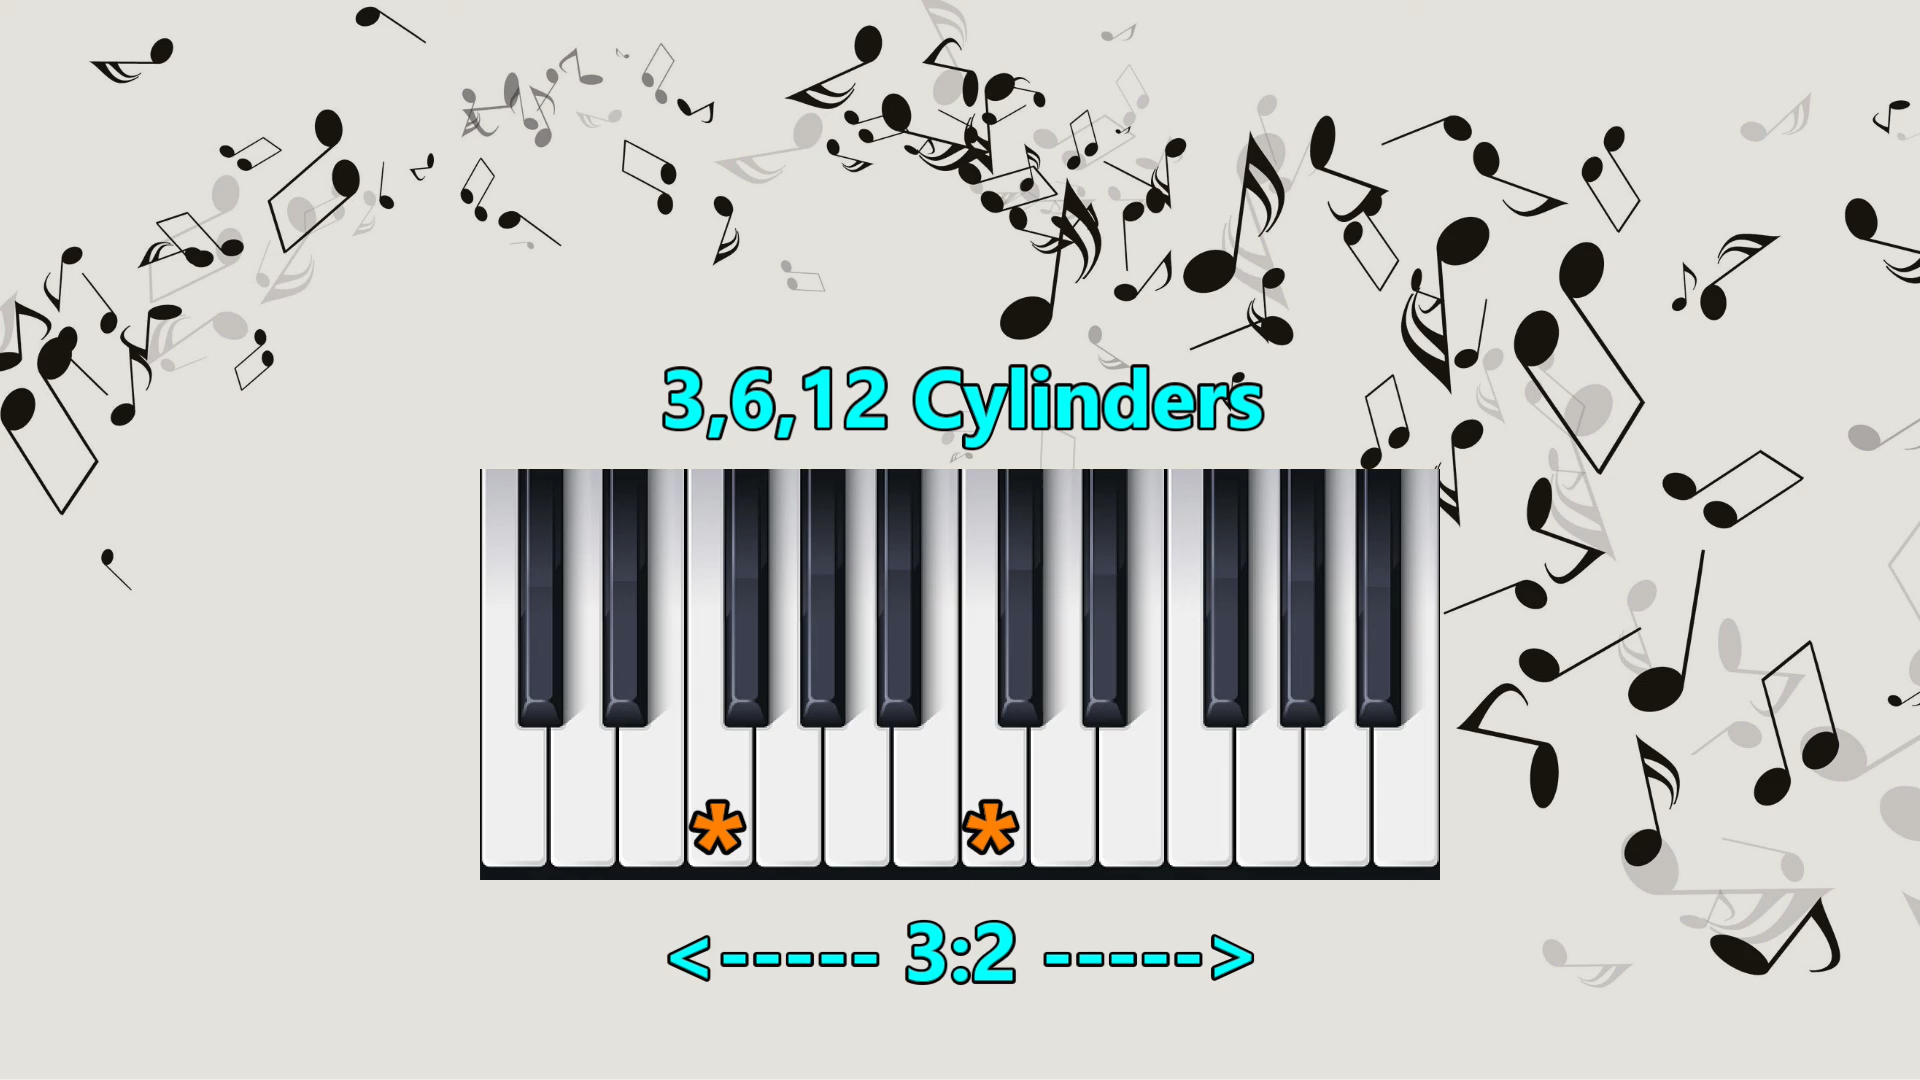 3,6,12 Cylinders
* *
<----- 3:2 ----->